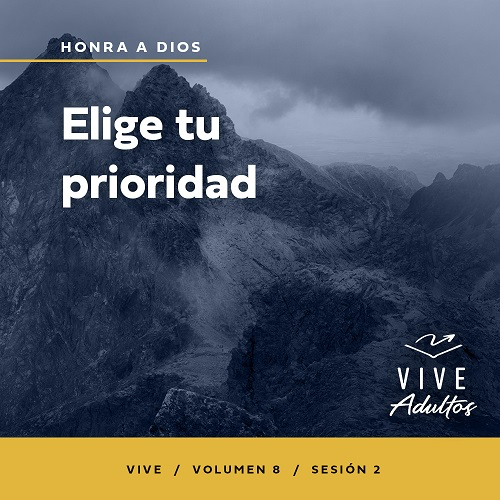 HONRA A DIOS
Elige tu
prioridad
VIVE
Adultos
VIVE / VOLUMEN 8 / SESIÓN 2